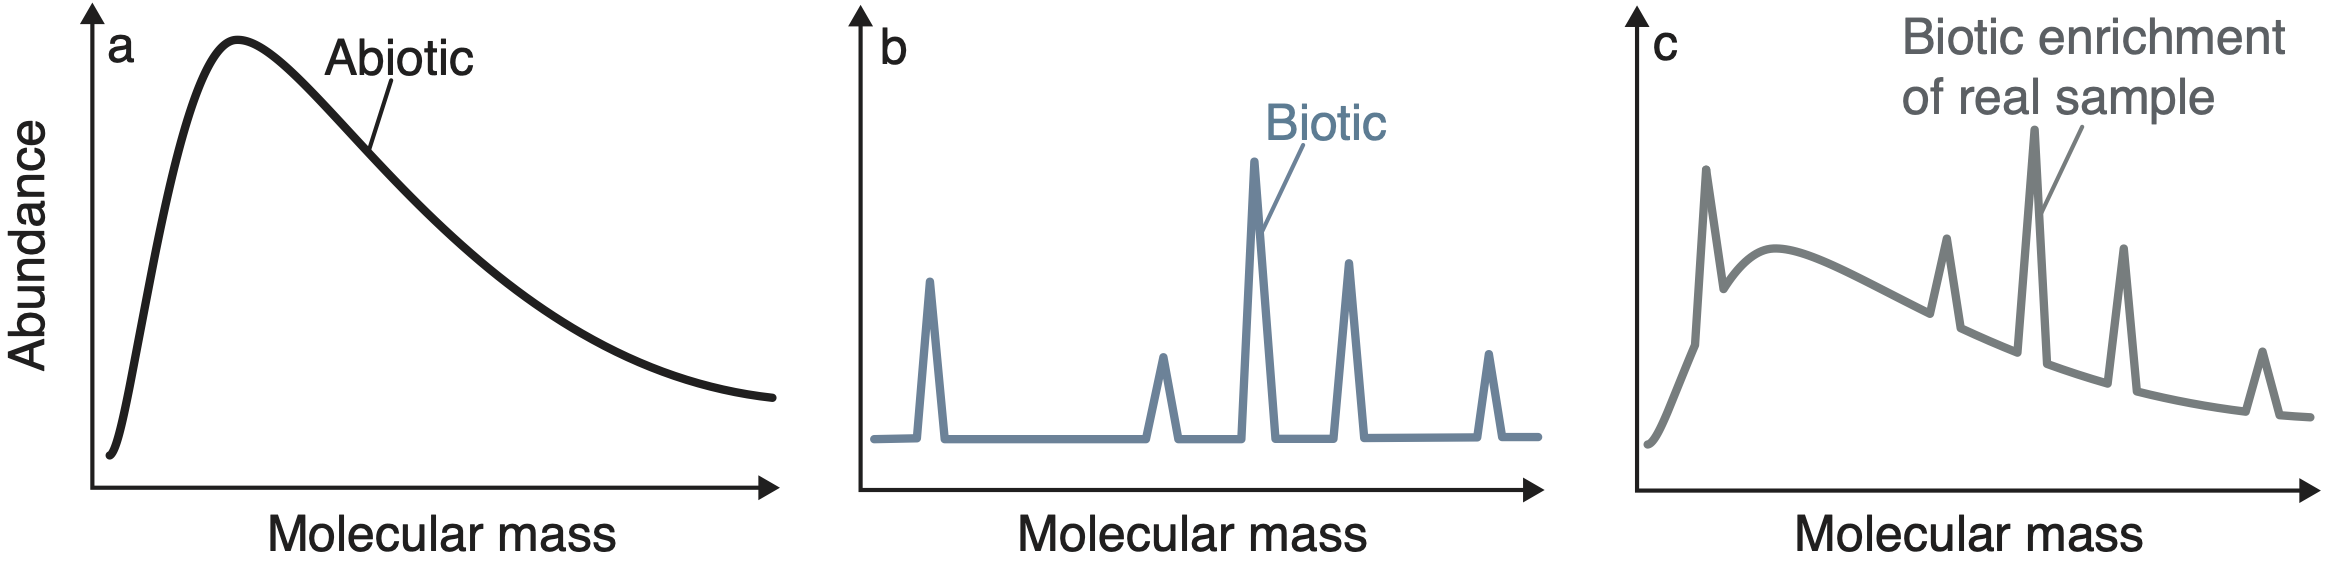 a
Abiotic
Abundance
Molecular mass
b
Biotic
Molecular mass
c
Biotic enrichment
of real sample
Molecular mass